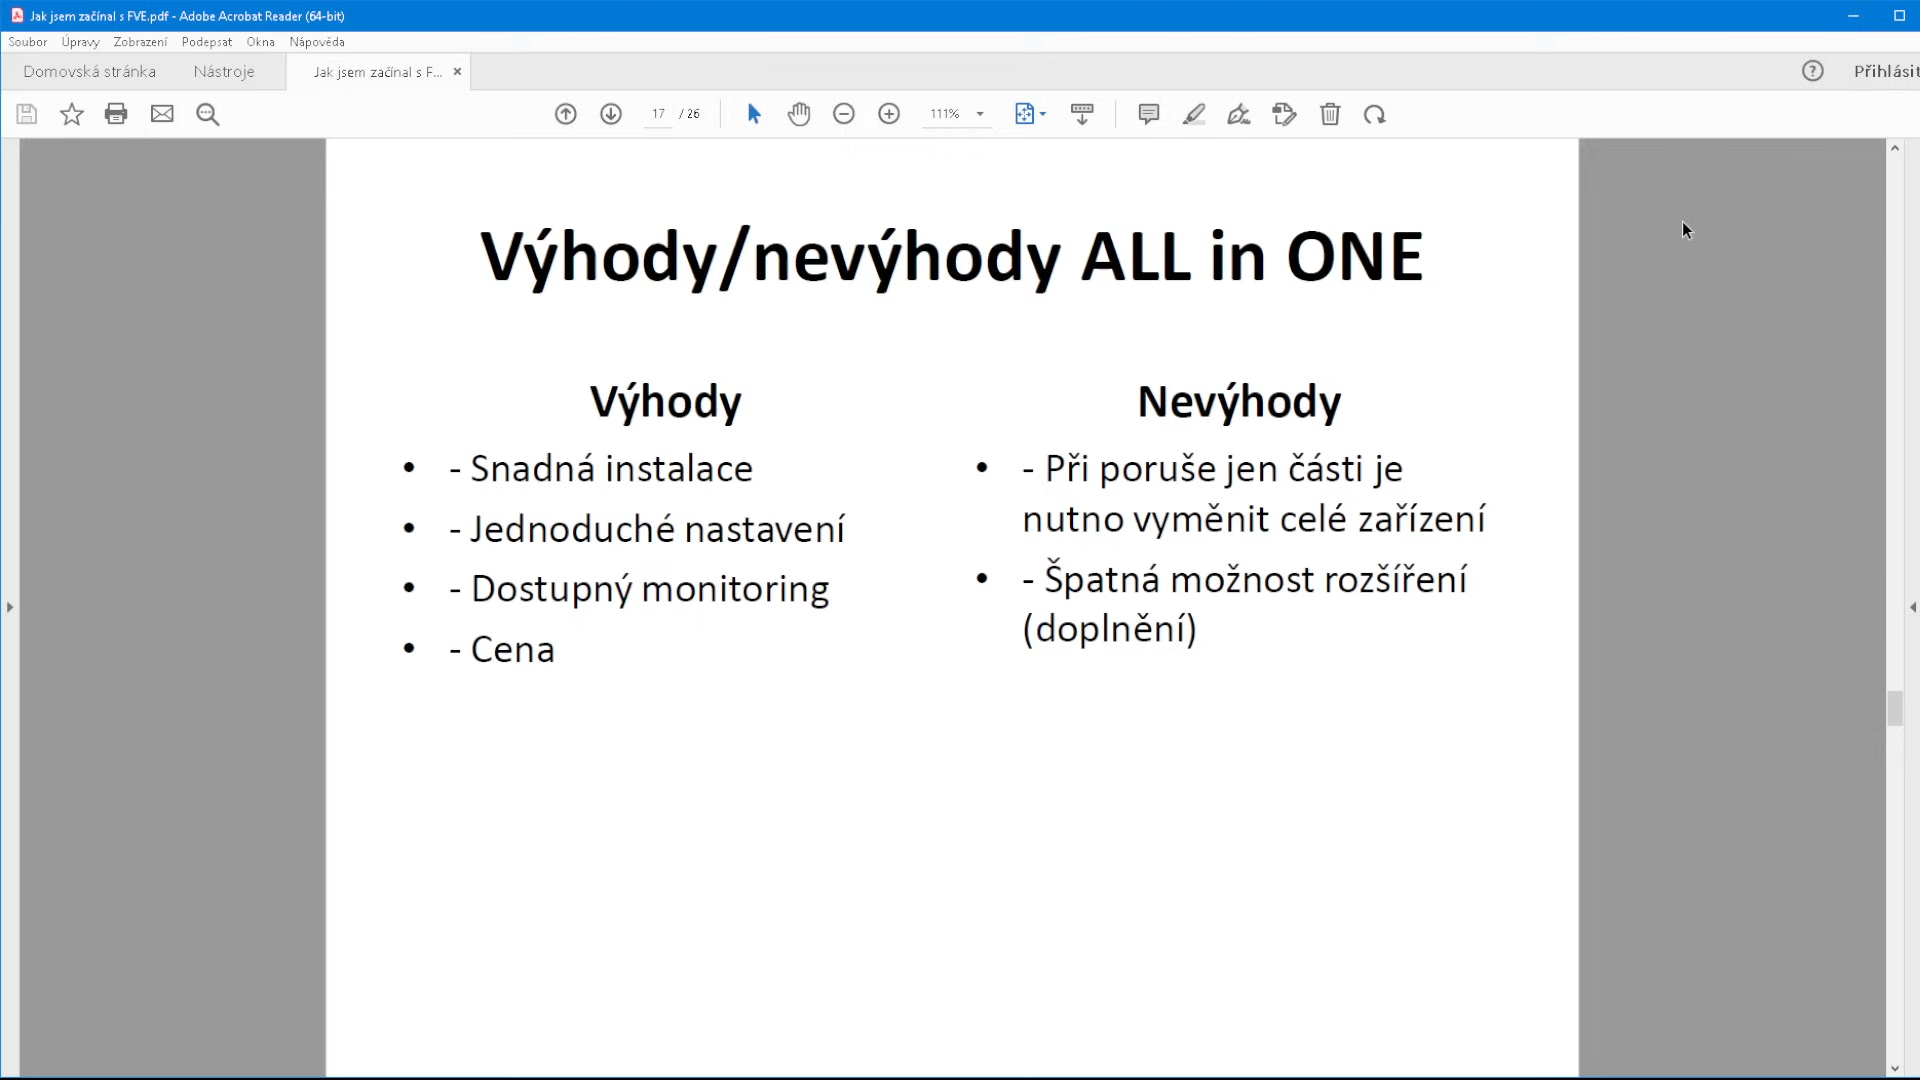 Jak jsem začínal s FVE.pdf - Adobe Acrobat Reader (64-bit)
Soubor Úpravy Zobrazení Podepsat Okna Nápověda
Domovská stránka Nástroje Jak jsem začínal s F... × Přihlásit
17 / 26 111%
Výhody/nevýhody ALL in ONE
Výhody
• - Snadná instalace
• - Jednoduché nastavení
• - Dostupný monitoring
• - Cena
Nevýhody
• - Při poruše jen části je
nutno vyměnit celé zařízení
• - Špatná možnost rozšíření
(doplnění)